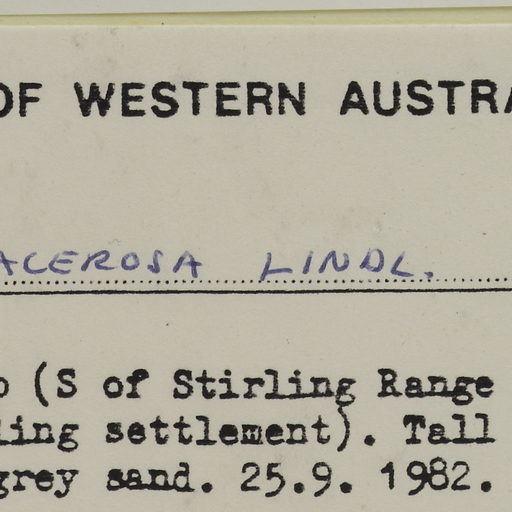 OF WESTERN AUSTRA
ACEROSA LINDL.
o (S of Stirling Range
ling settlement). Tall
grey sand. 25.9. 1982.